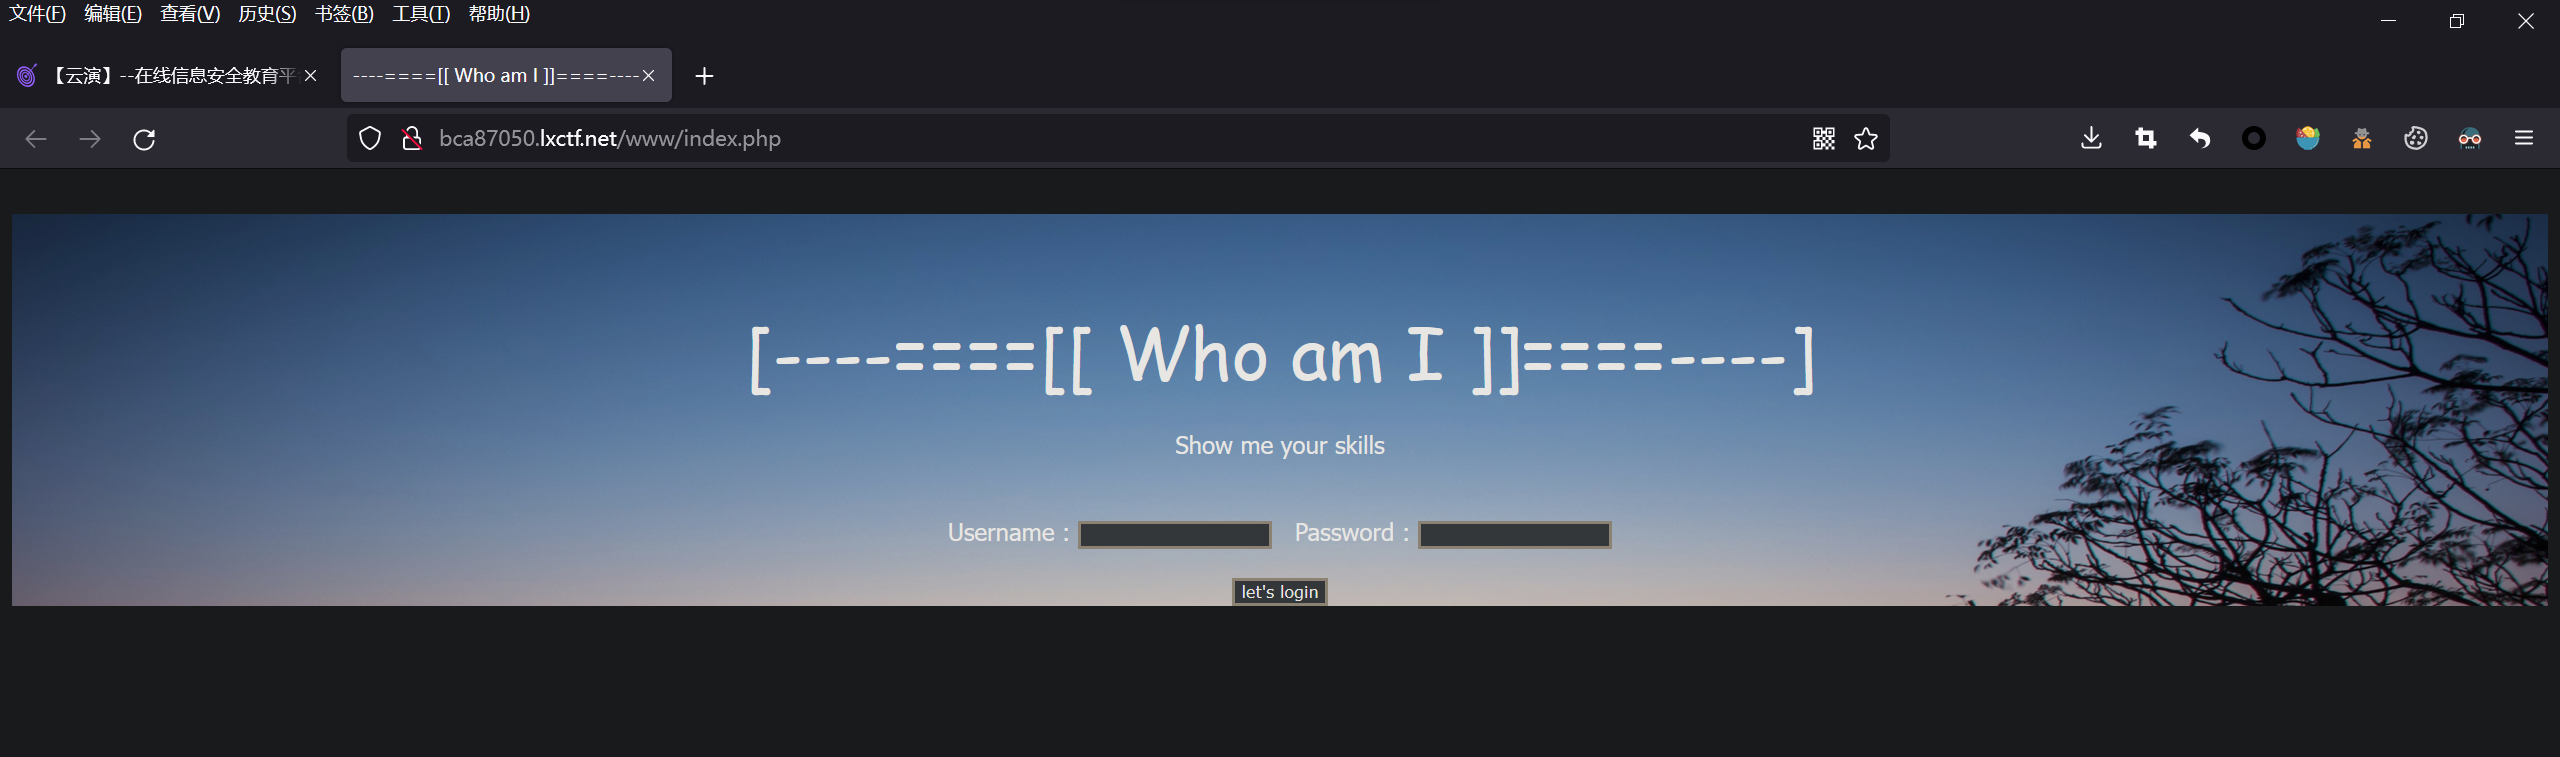 文件(F) 编辑(E) 查看(V) 历史(S) 书签(B) 工具(T) 帮助(H)
【云演】--在线信息安全教育平 ----====[[ Who am I ]]====----
bca87050.lxctf.net/www/index.php
[----====[[ Who am I ]]====----]
Show me your skills
Username : Password :
let's login